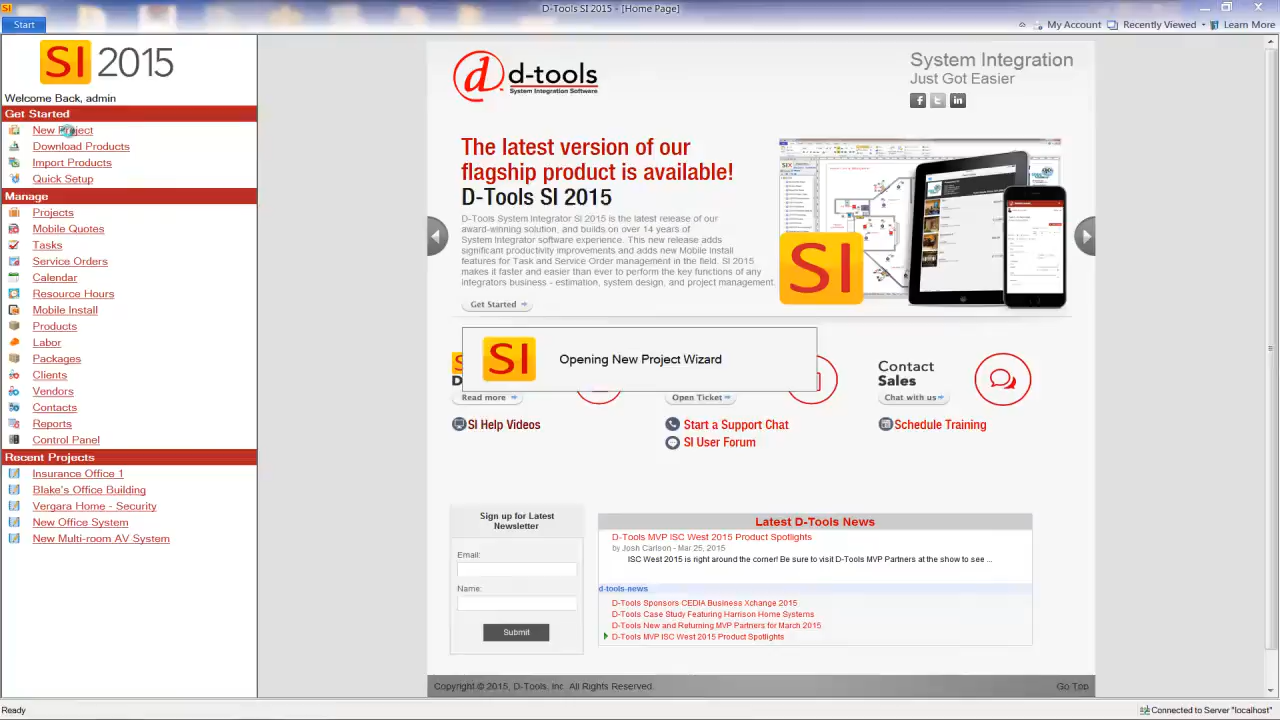 D-Tools SI 2015 - [Home Page]
Start
My Account
Recently Viewed
Learn More
SI 2015
Welcome Back, admin
Get Started
New Project
Download Products
Import Products
Quick Setup
Manage
Projects
Mobile Quotes
Tasks
Service Orders
Calendar
Resource Hours
Mobile Install
Products
Labor
Packages
Clients
Vendors
Contacts
Reports
Control Panel
Recent Projects
Insurance Office 1
Blake's Office Building
Vergara Home - Security
New Office System
New Multi-room AV System
d-tools
System Integration Software
System Integration
Just Got Easier
The latest version of our
flagship product is available!
D-Tools SI 2015
D-Tools System Integrator SI 2015 is the latest release of our
award-winning solution, and builds on over 14 years of
System Integrator software experience. This new release adds
significant productivity improvements and adds new Mobile Install
features for Task and Service Order management in the field. SI 2015
makes it faster and easier than ever to perform the key functions of any
integrators business - estimation, system design, and project management.
Get Started
SI
SI
Opening New Project Wizard
D
Read more
Open Ticket
Contact
Sales
Chat with us
SI Help Videos
Start a Support Chat
SI User Forum
Schedule Training
Sign up for Latest
Newsletter
Email:
Name:
Submit
Latest D-Tools News
D-Tools MVP ISC West 2015 Product Spotlights
by Josh Carlson - Mar 25, 2015
ISC West 2015 is right around the corner! Be sure to visit D-Tools MVP Partners at the show to see ...
d-tools-news
D-Tools Sponsors CEDIA Business Xchange 2015
D-Tools Case Study Featuring Harrison Home Systems
D-Tools New and Returning MVP Partners for March 2015
D-Tools MVP ISC West 2015 Product Spotlights
Copyright © 2015, D-Tools, Inc. All Rights Reserved.
Go Top
Ready
Connected to Server "localhost"